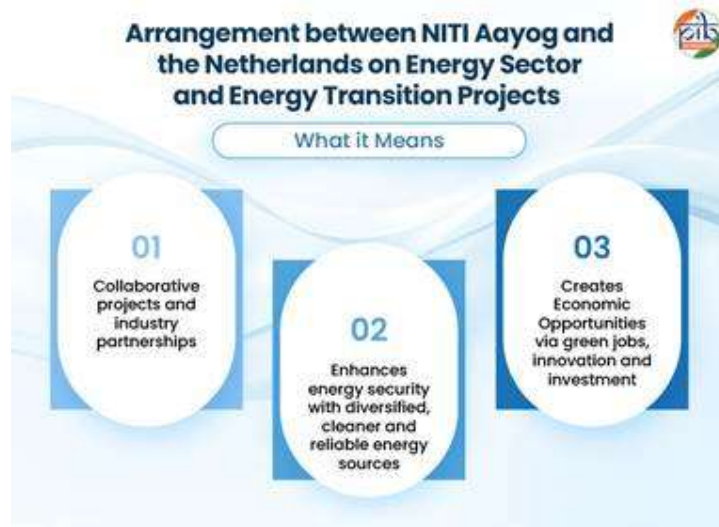 Arrangement between NITI Aayog and
the Netherlands on Energy Sector
and Energy Transition Projects
What it Means
01
Collaborative
projects and
industry
partnerships
02
Enhances
energy security
with diversified,
cleaner and
reliable energy
sources
03
Creates
Economic
Opportunities
via green jobs,
innovation and
investment
pib